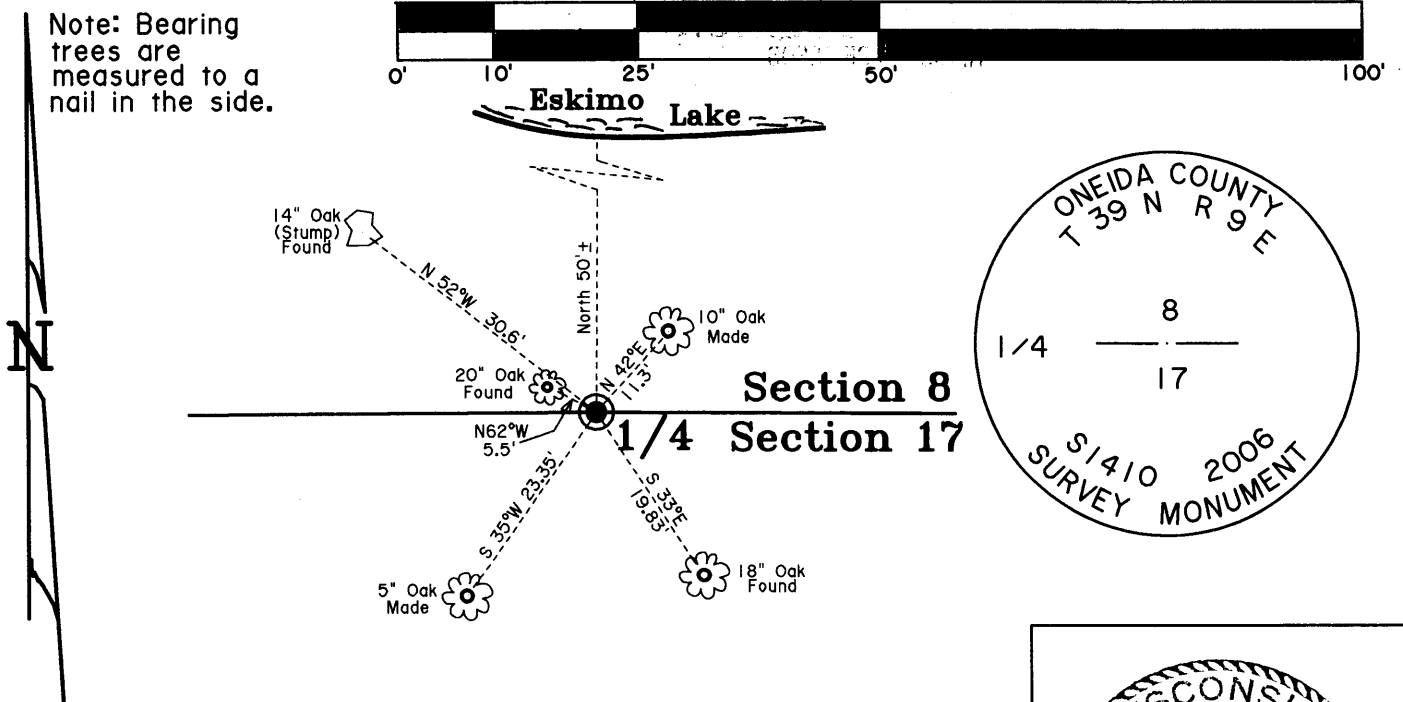 Note: Bearing
trees are
measured to a
nail in the side.
0' 10' 25' 50' 100'
Eskimo Lake
N
14" Oak
(Stump)
Found
N 52°W 30.6'
North 50'±
10" Oak
Made
N 42°E
11.3'
20" Oak
Found
N62°W
5.5'
Section 8
1/4 Section 17
S 35°W 23.35'
S 33°E
19.83'
5" Oak
Made
18" Oak
Found
ONEIDA COUNTY
T 39 N R 9 E
8
1/4
17
S1410 2006
SURVEY MONUMENT